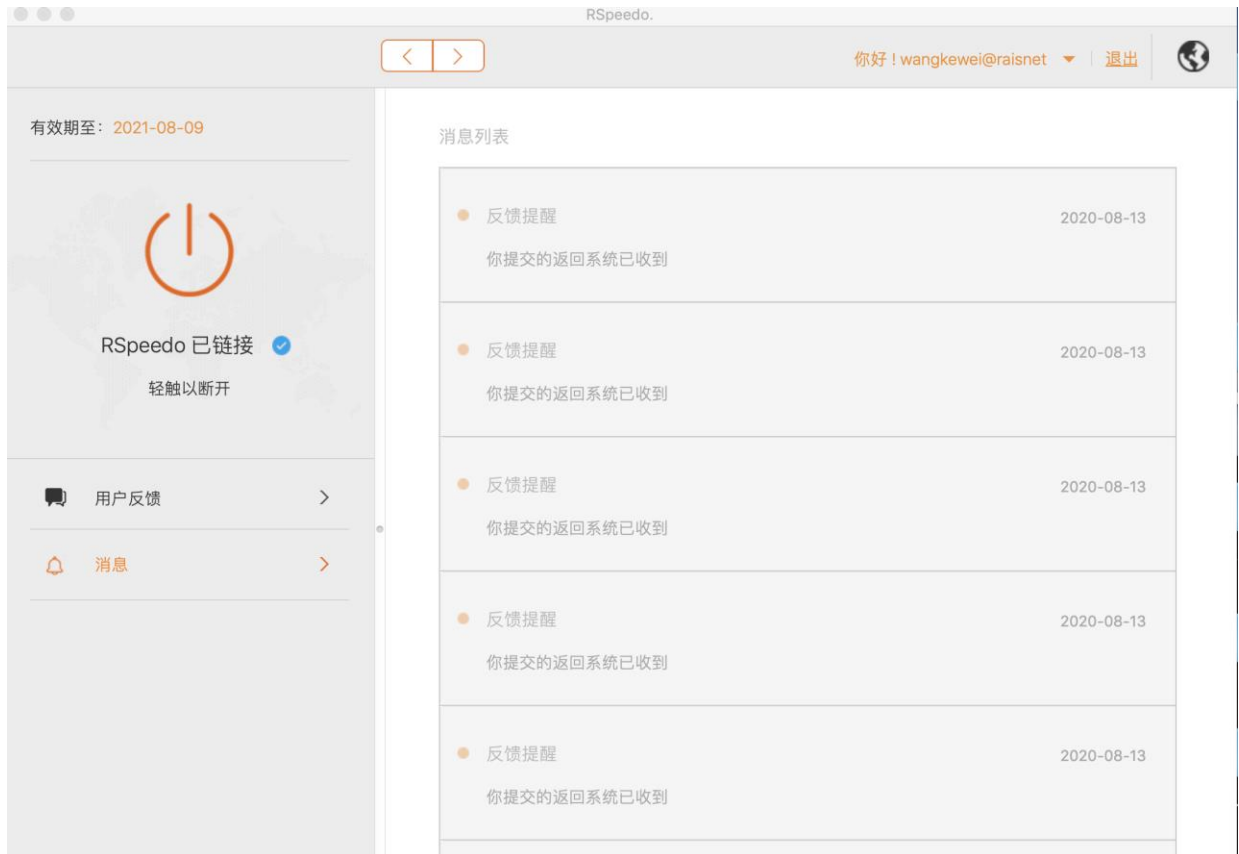 RSpeedo.
你好！wangkewei@raisnet
退出
有效期至：2021-08-09
RSpeedo 已链接
轻触以断开
用户反馈
消息
消息列表
反馈提醒
2020-08-13
你提交的返回系统已收到
反馈提醒
2020-08-13
你提交的返回系统已收到
反馈提醒
2020-08-13
你提交的返回系统已收到
反馈提醒
2020-08-13
你提交的返回系统已收到
反馈提醒
2020-08-13
你提交的返回系统已收到